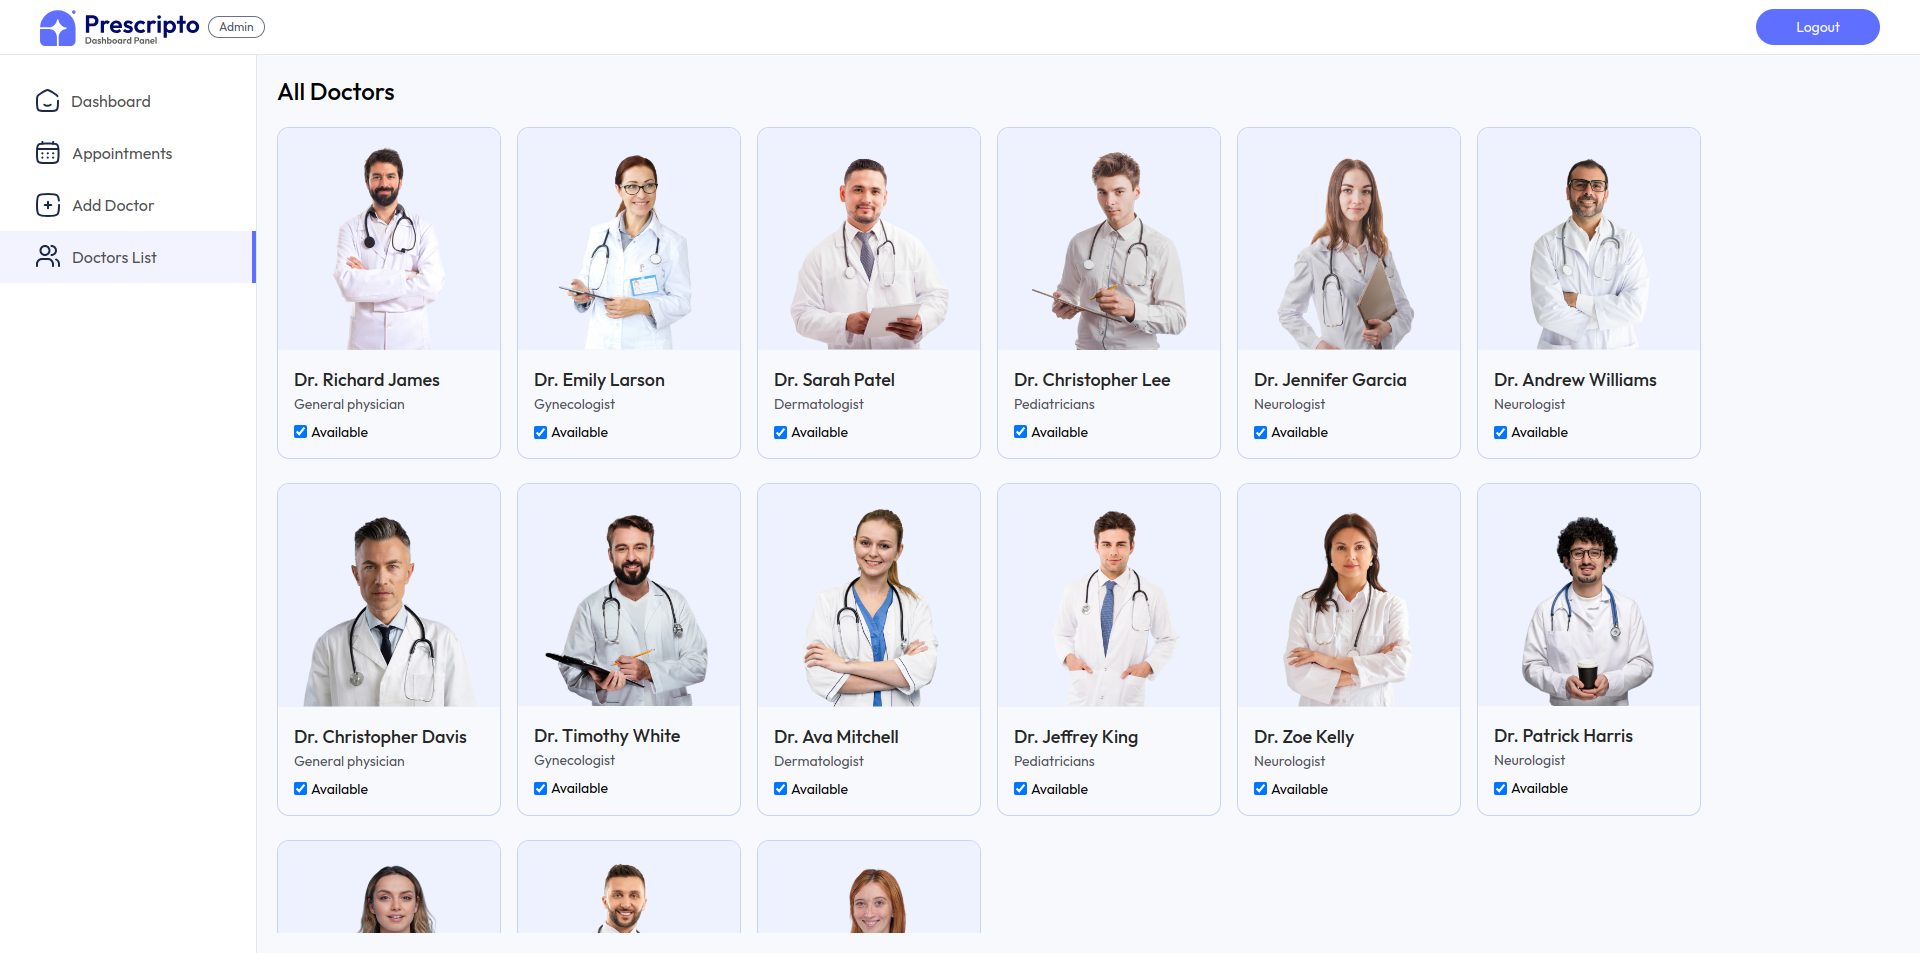 Prescripto
Dashboard Panel
Admin
Logout
Dashboard
Appointments
Add Doctor
Doctors List
All Doctors
Dr. Richard James
General physician
Available
Dr. Emily Larson
Gynecologist
Available
Dr. Sarah Patel
Dermatologist
Available
Dr. Christopher Lee
Pediatricians
Available
Dr. Jennifer Garcia
Neurologist
Available
Dr. Andrew Williams
Neurologist
Available
Dr. Christopher Davis
General physician
Available
Dr. Timothy White
Gynecologist
Available
Dr. Ava Mitchell
Dermatologist
Available
Dr. Jeffrey King
Pediatricians
Available
Dr. Zoe Kelly
Neurologist
Available
Dr. Patrick Harris
Neurologist
Available